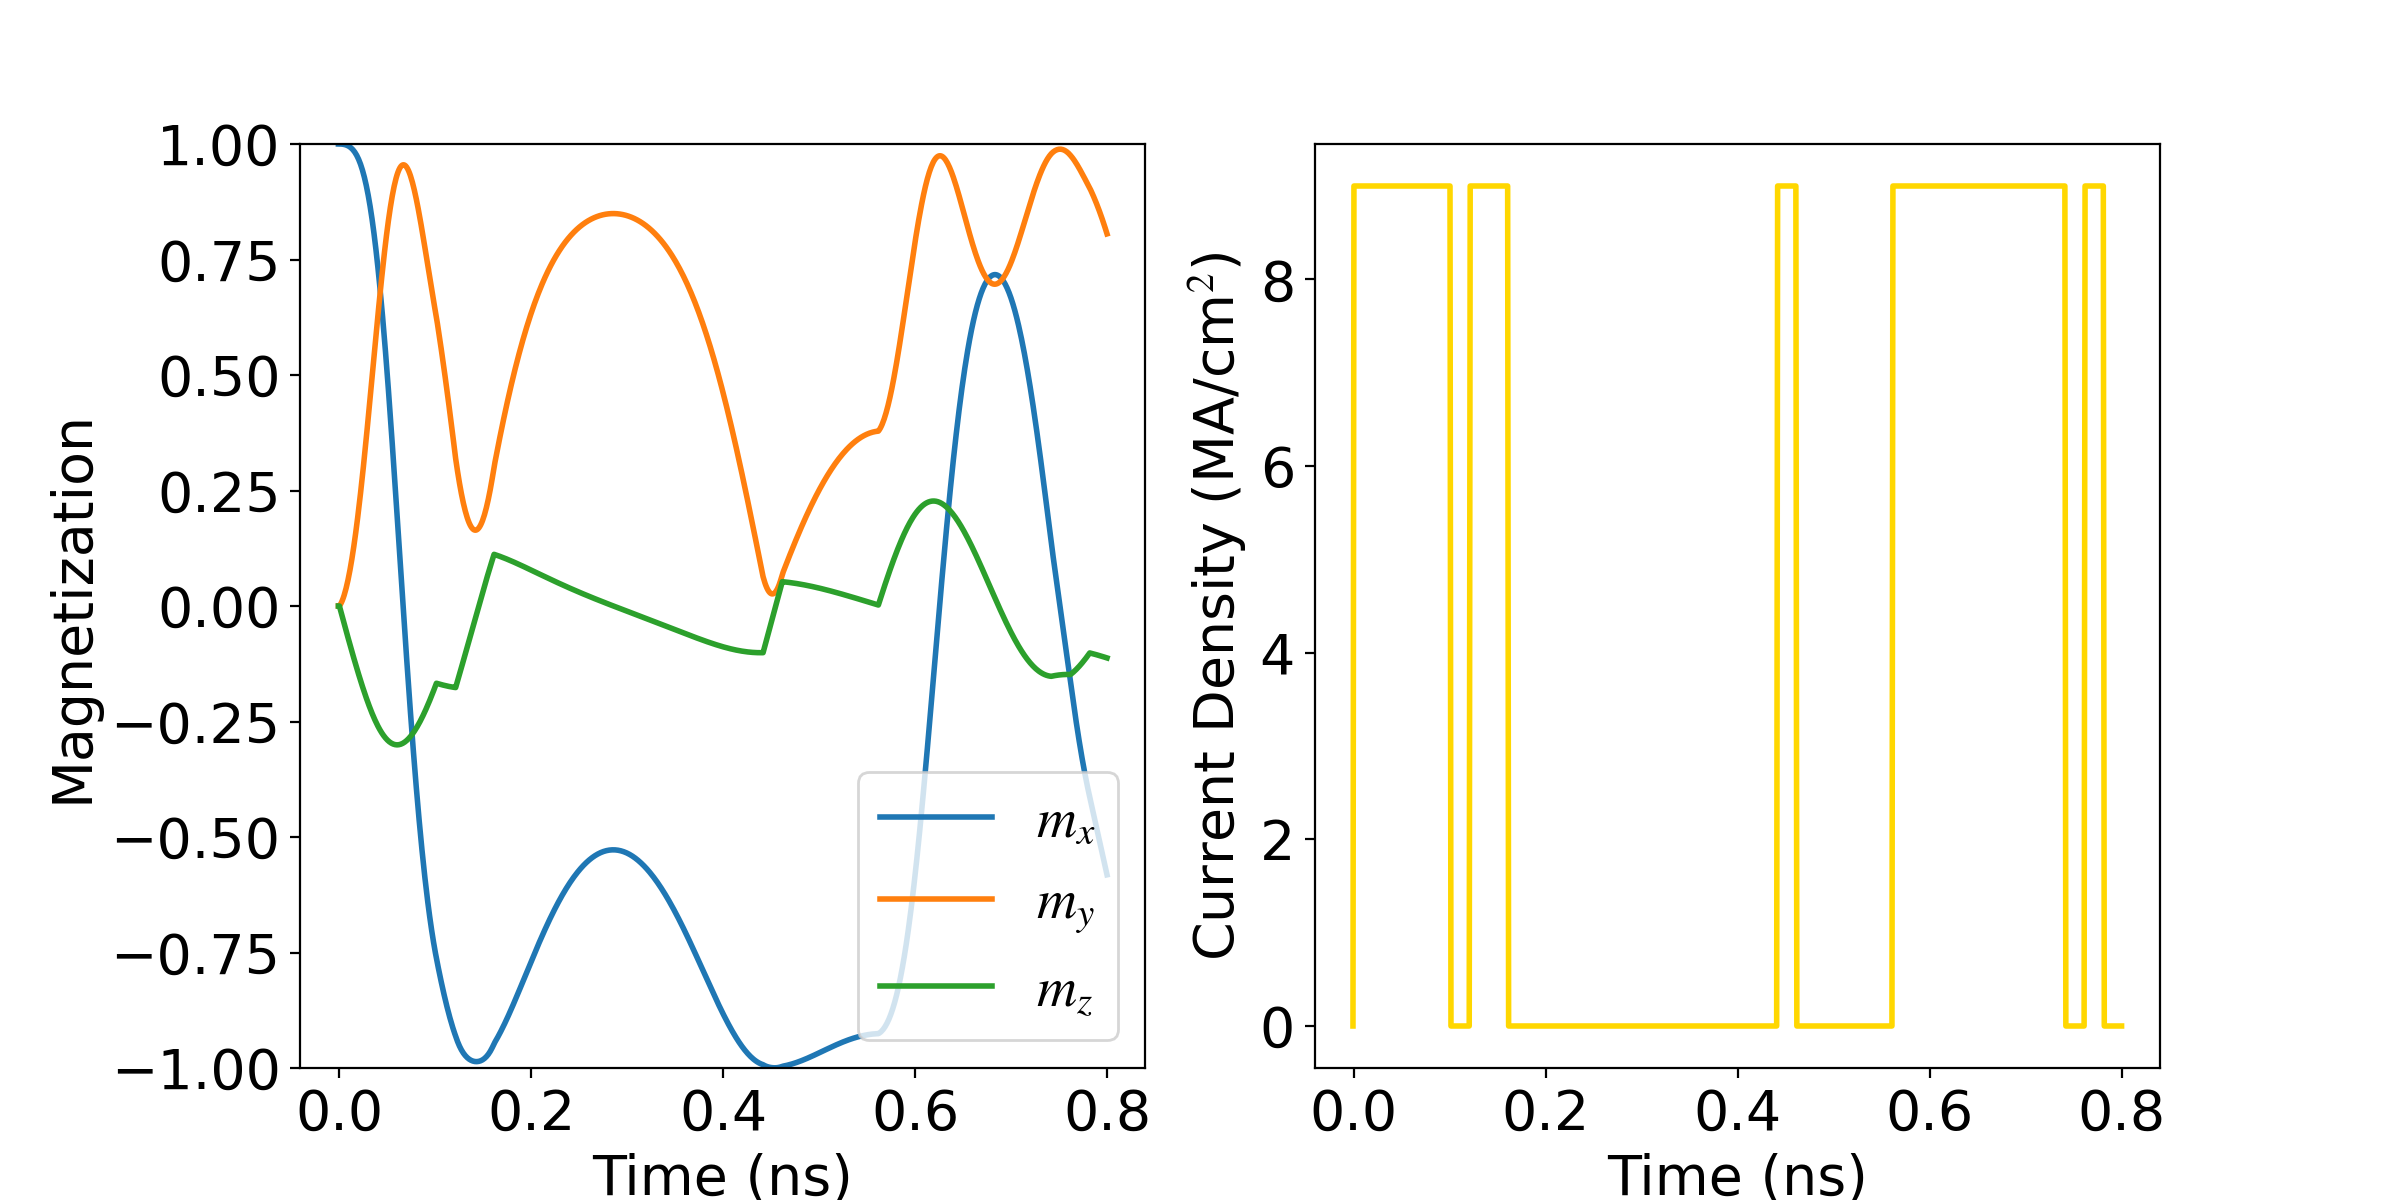 Magnetization
1.00
0.75
0.50
0.25
0.00
−0.25
−0.50
−0.75
−1.00
0.0 0.2 0.4 0.6 0.8
Time (ns)
m_x
m_y
m_z
Current Density (MA/cm²)
8
6
4
2
0
0.0 0.2 0.4 0.6 0.8
Time (ns)